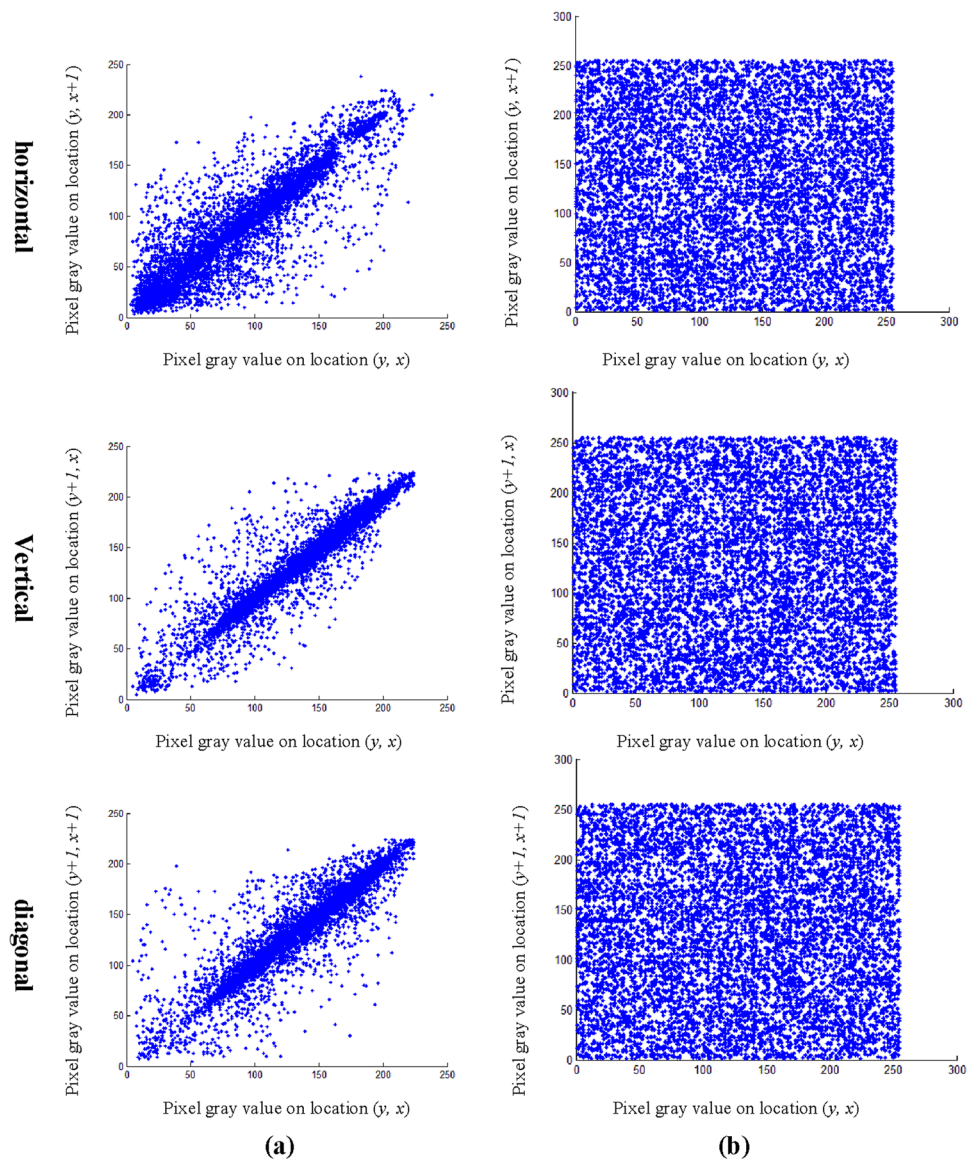 horizontal
Pixel gray value on location (y, x+1)
250
200
150
100
50
0
0 50 100 150 200 250
Pixel gray value on location (y, x)
Pixel gray value on location (y, x+1)
300
250
200
150
100
50
0
0 50 100 150 200 250 300
Pixel gray value on location (y, x)
Vertical
Pixel gray value on location (y+1, x)
250
200
150
100
50
0
0 50 100 150 200 250
Pixel gray value on location (y, x)
Pixel gray value on location (y+1, x)
300
250
200
150
100
50
0
0 50 100 150 200 250 300
Pixel gray value on location (y, x)
diagonal
Pixel gray value on location (y+1, x+1)
250
200
150
100
50
0
0 50 100 150 200 250
Pixel gray value on location (y, x)
Pixel gray value on location (y+1, x+1)
300
250
200
150
100
50
0
0 50 100 150 200 250 300
Pixel gray value on location (y, x)
(a)
(b)